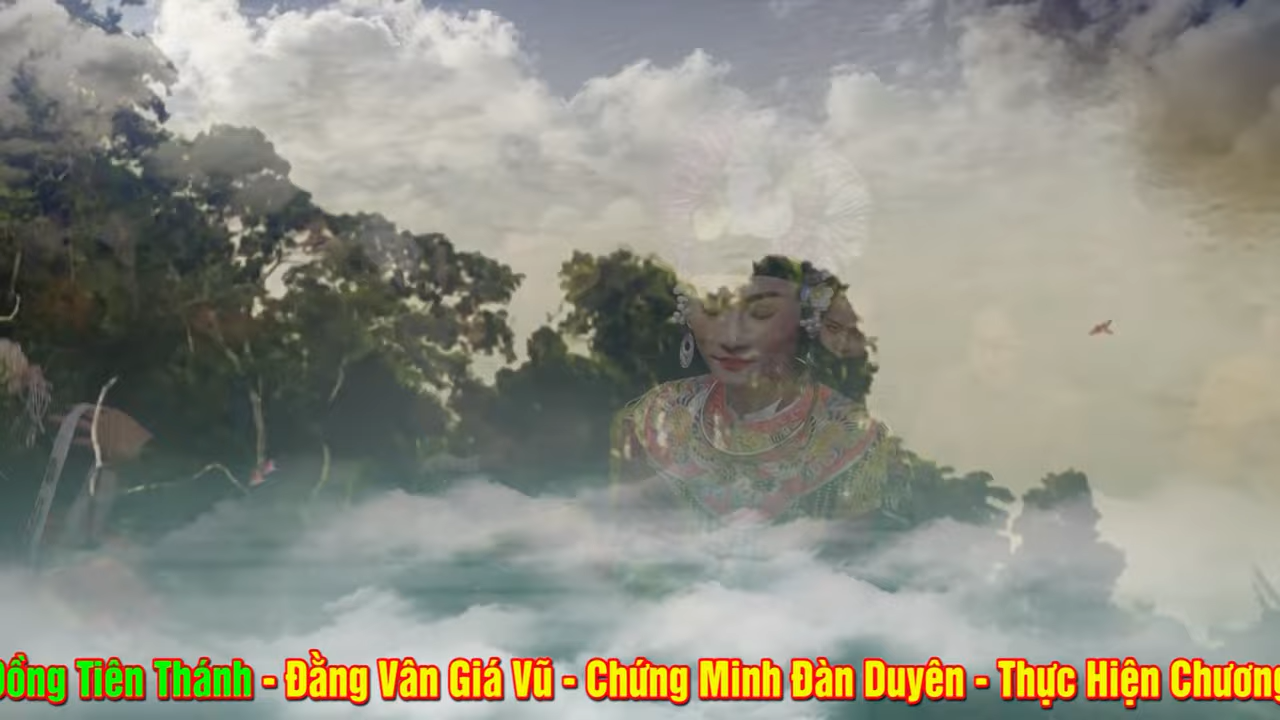 Đồng Tiên Thánh - Đằng Vân Giá Vũ - Chứng Minh Đàn Duyên - Thực Hiện Chương